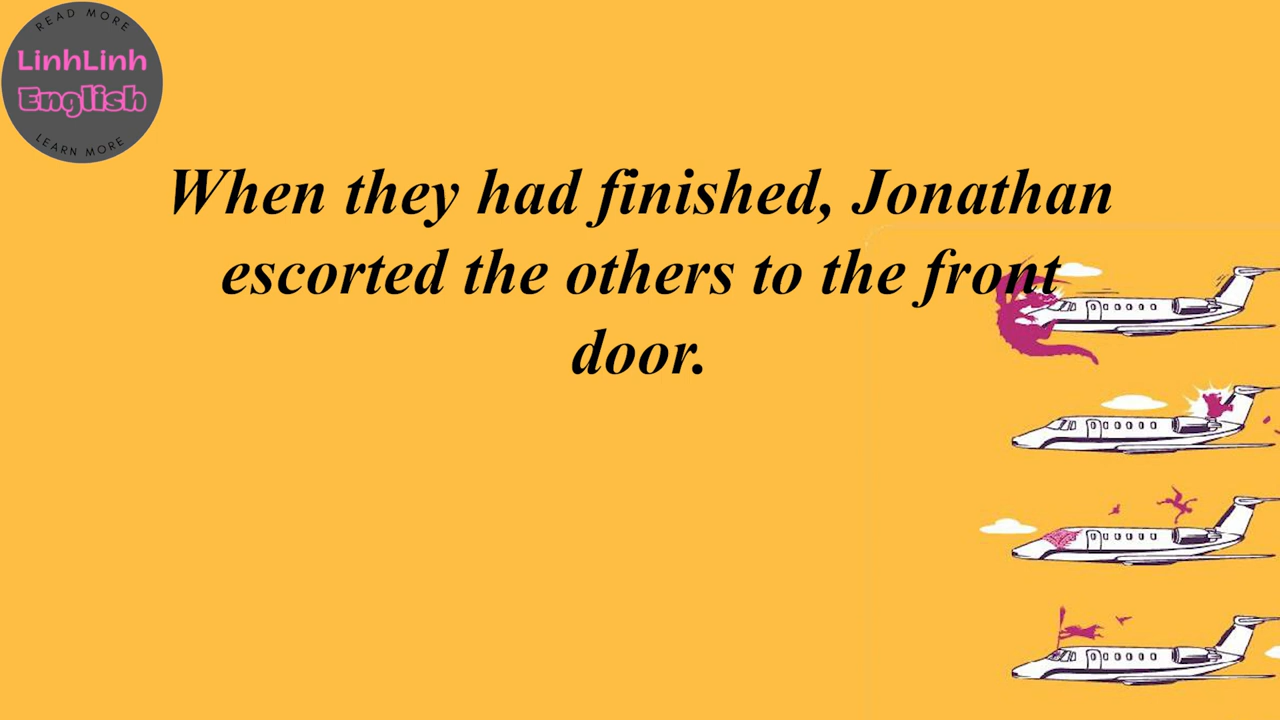 READ MORE
LinhLinh
English
LEARN MORE
When they had finished, Jonathan
escorted the others to the front
door.